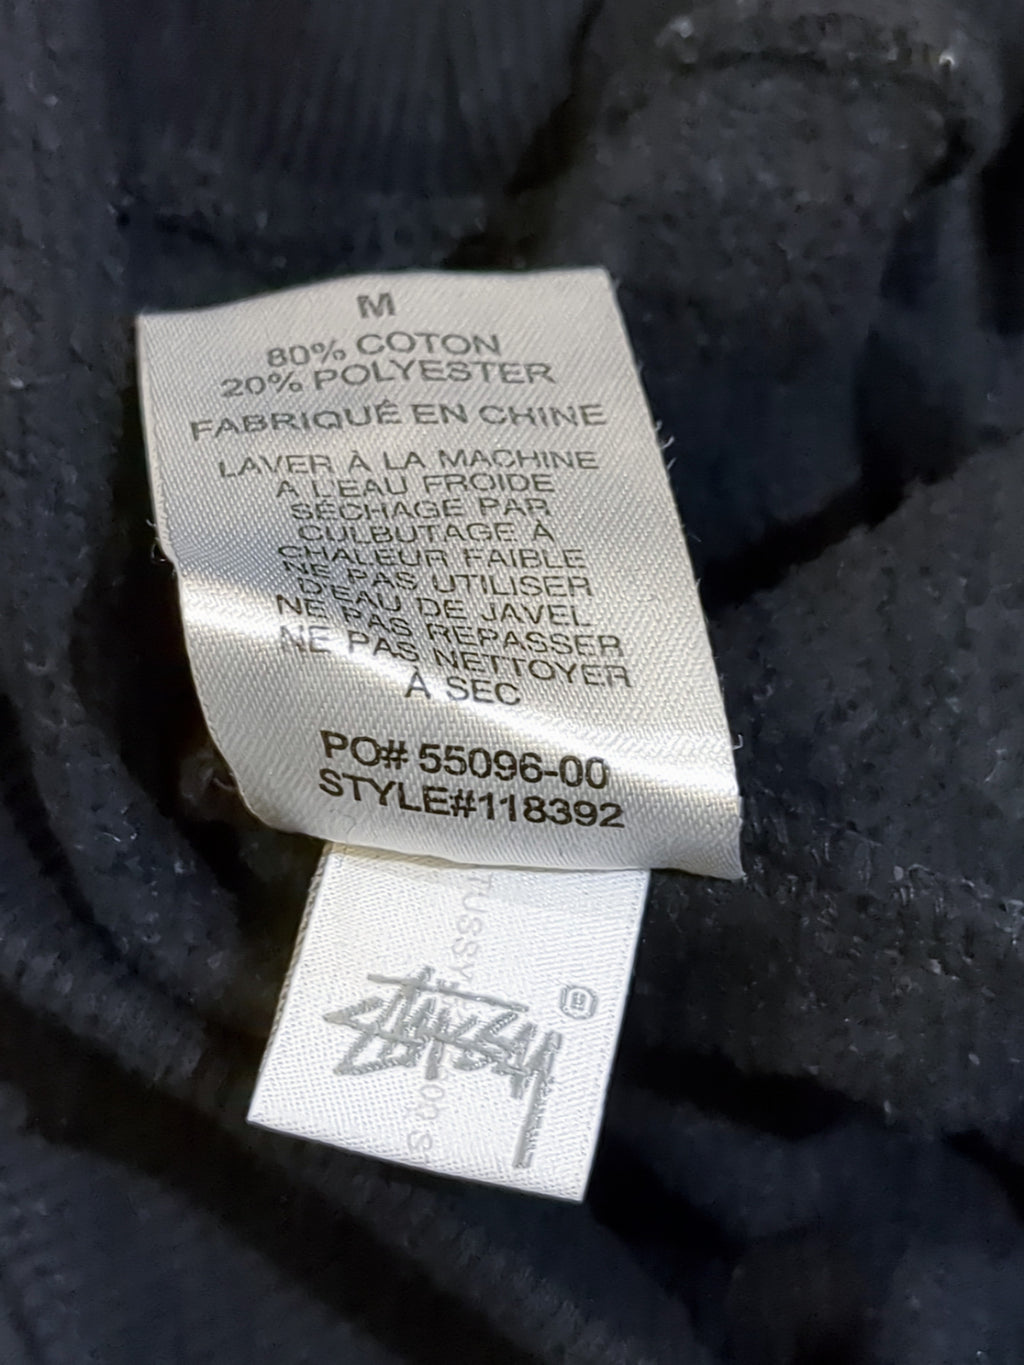 M
80% COTON
20% POLYESTER
FABRIQUÉ EN CHINE
LAVER À LA MACHINE
A L'EAU FROIDE
SÉCHAGE PAR
CULBUTAGE À
CHALEUR FAIBLE
NE PAS UTILISER
D'EAU DE JAVEL
NE PAS REPASSER
NE PAS NETTOYER
À SEC
PO# 55096-00
STYLE#118392
Stüssy